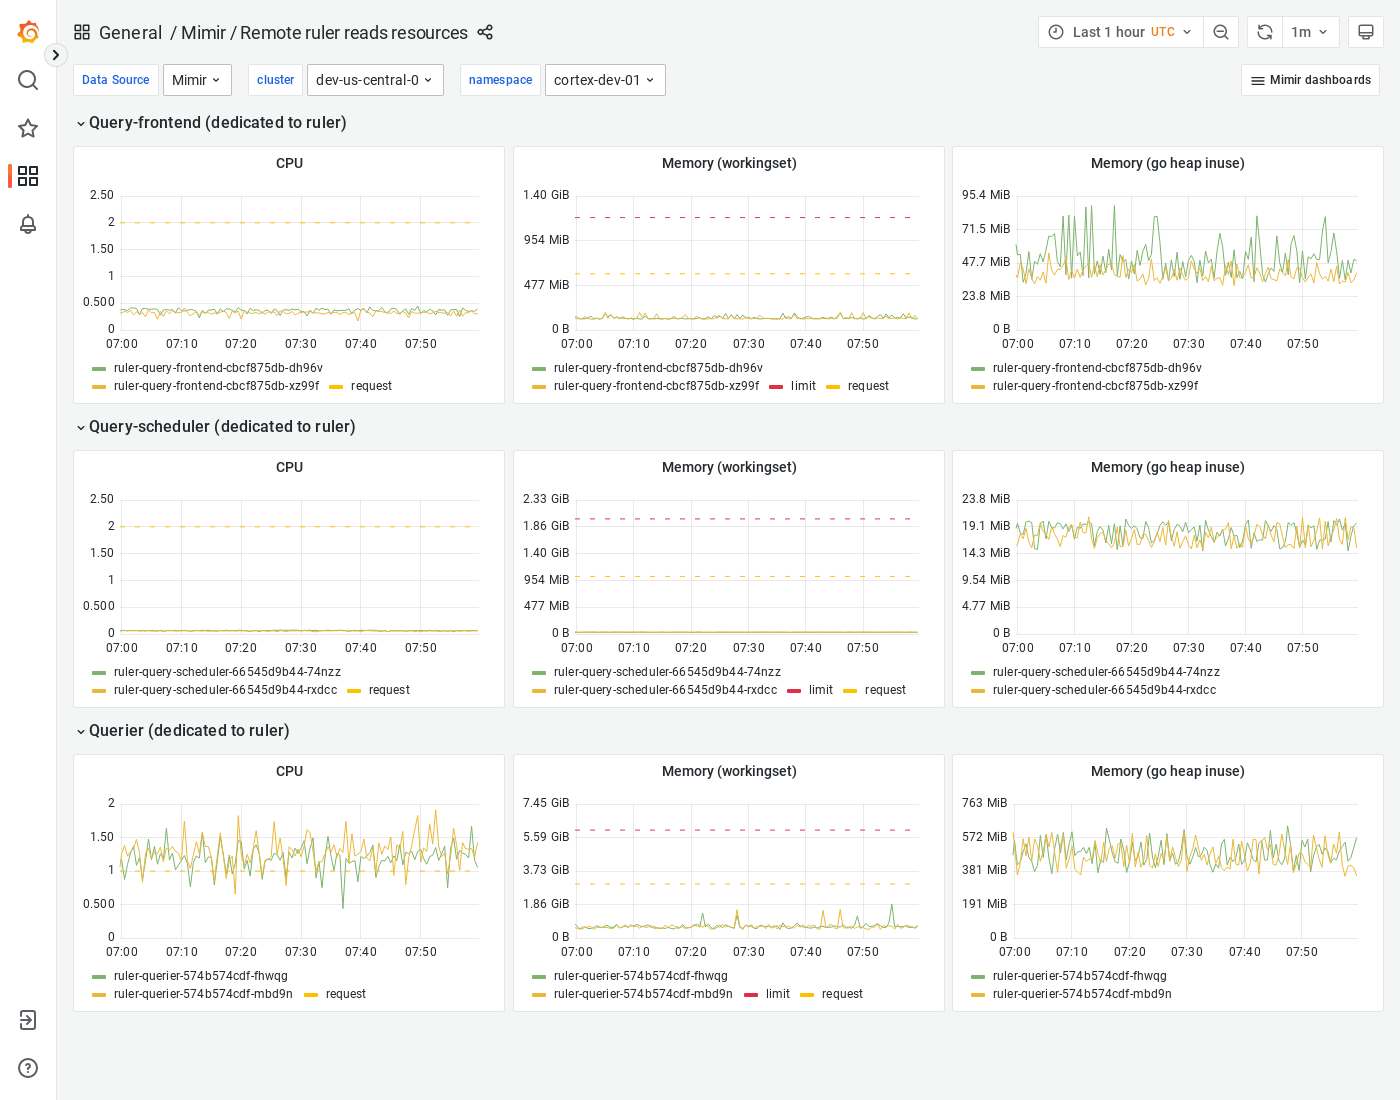 General / Mimir / Remote ruler reads resources
Last 1 hour UTC
1m
Data Source Mimir cluster dev-us-central-0 namespace cortex-dev-01
Mimir dashboards
Query-frontend (dedicated to ruler)
CPU
2.50
2
1.50
1
0.500
0
07:00 07:10 07:20 07:30 07:40 07:50
ruler-query-frontend-cbcf875db-dh96v
ruler-query-frontend-cbcf875db-xz99f request
Memory (workingset)
1.40 GiB
954 MiB
477 MiB
0 B
07:00 07:10 07:20 07:30 07:40 07:50
ruler-query-frontend-cbcf875db-dh96v
ruler-query-frontend-cbcf875db-xz99f limit request
Memory (go heap inuse)
95.4 MiB
71.5 MiB
47.7 MiB
23.8 MiB
0 B
07:00 07:10 07:20 07:30 07:40 07:50
ruler-query-frontend-cbcf875db-dh96v
ruler-query-frontend-cbcf875db-xz99f
Query-scheduler (dedicated to ruler)
CPU
2.50
2
1.50
1
0.500
0
07:00 07:10 07:20 07:30 07:40 07:50
ruler-query-scheduler-66545d9b44-74nzz
ruler-query-scheduler-66545d9b44-rxdcc request
Memory (workingset)
2.33 GiB
1.86 GiB
1.40 GiB
954 MiB
477 MiB
0 B
07:00 07:10 07:20 07:30 07:40 07:50
ruler-query-scheduler-66545d9b44-74nzz
ruler-query-scheduler-66545d9b44-rxdcc limit request
Memory (go heap inuse)
23.8 MiB
19.1 MiB
14.3 MiB
9.54 MiB
4.77 MiB
0 B
07:00 07:10 07:20 07:30 07:40 07:50
ruler-query-scheduler-66545d9b44-74nzz
ruler-query-scheduler-66545d9b44-rxdcc
Querier (dedicated to ruler)
CPU
2
1.50
1
0.500
0
07:00 07:10 07:20 07:30 07:40 07:50
ruler-querier-574b574cdf-fhwqg
ruler-querier-574b574cdf-mbd9n request
Memory (workingset)
7.45 GiB
5.59 GiB
3.73 GiB
1.86 GiB
0 B
07:00 07:10 07:20 07:30 07:40 07:50
ruler-querier-574b574cdf-fhwqg
ruler-querier-574b574cdf-mbd9n limit request
Memory (go heap inuse)
763 MiB
572 MiB
381 MiB
191 MiB
0 B
07:00 07:10 07:20 07:30 07:40 07:50
ruler-querier-574b574cdf-fhwqg
ruler-querier-574b574cdf-mbd9n